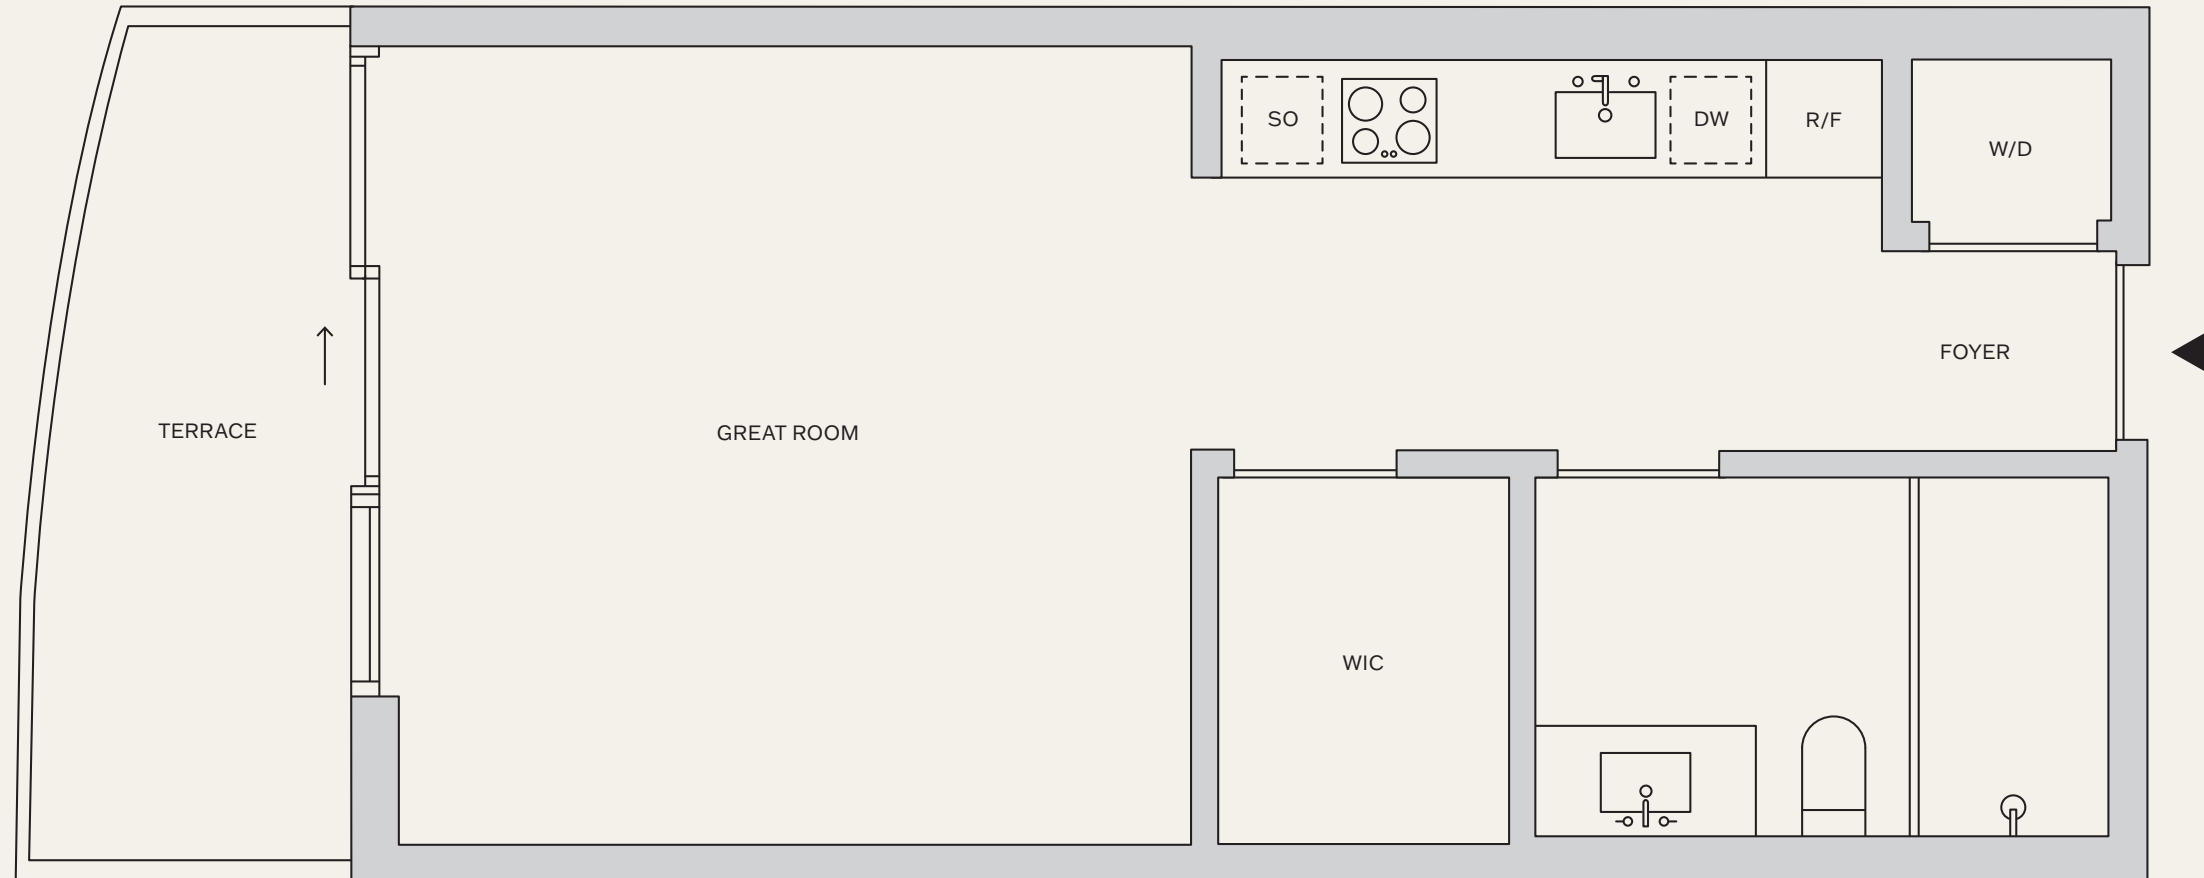 SO
DW
R/F
W/D
FOYER
TERRACE
GREAT ROOM
WIC